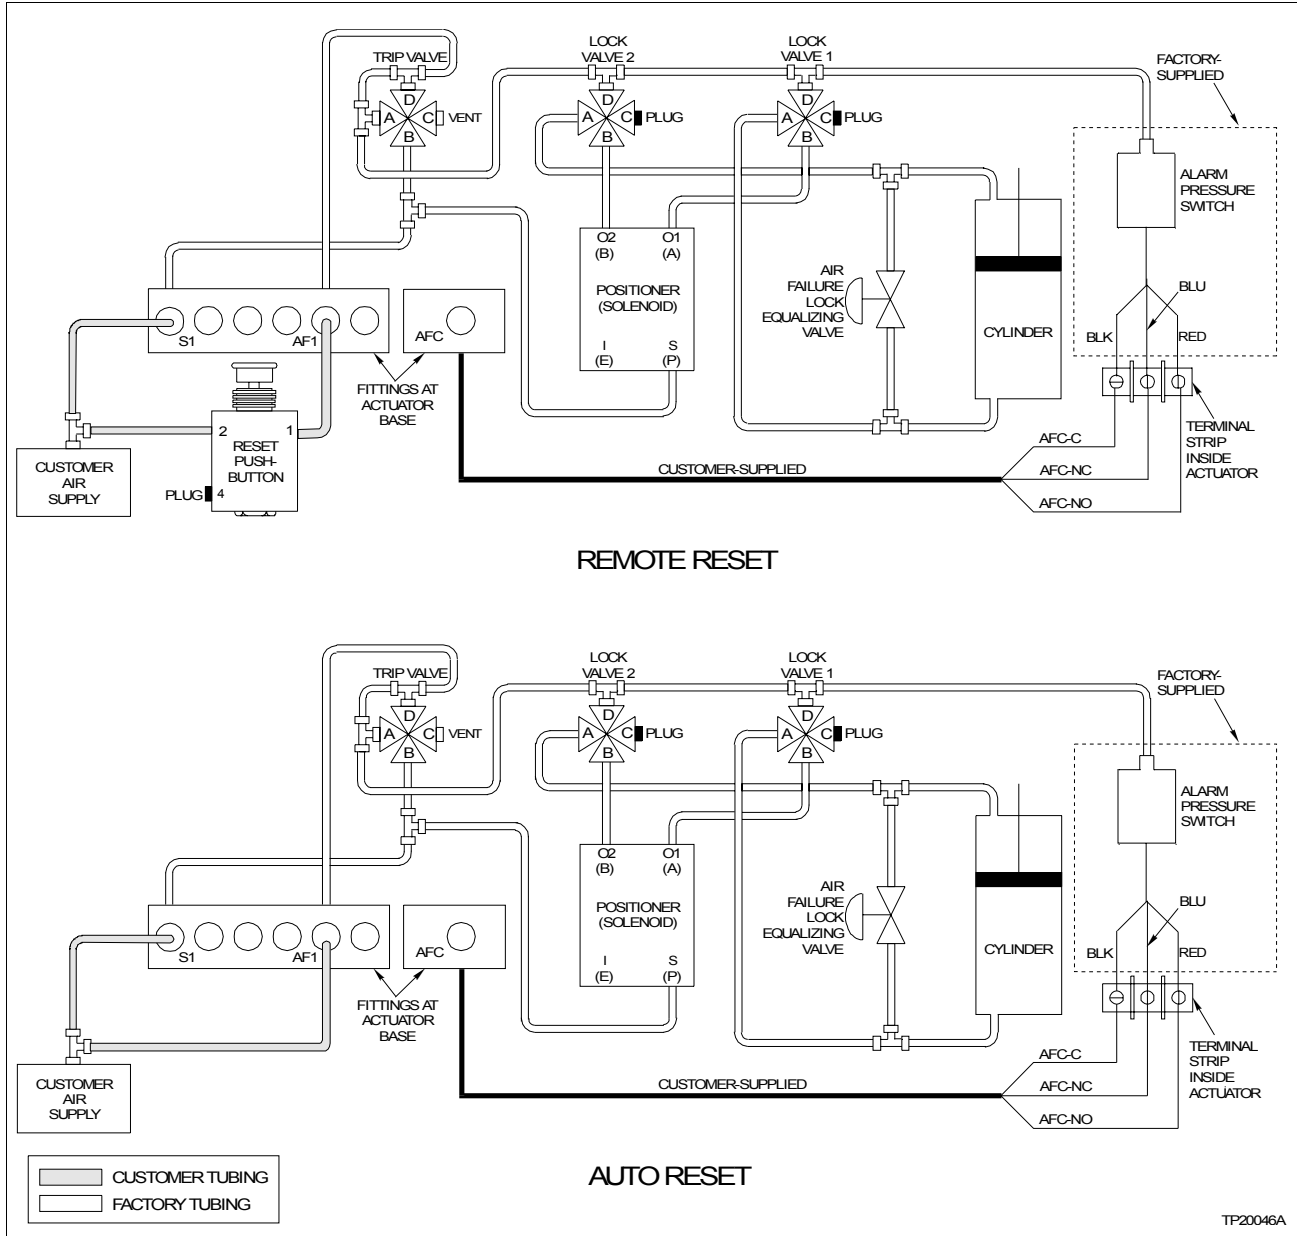 TRIP VALVE
LOCK
VALVE 2
LOCK
VALVE 1
FACTORY-
SUPPLIED
D
A
C
B
VENT
D
A
C
B
PLUG
D
A
C
B
PLUG
ALARM
PRESSURE
SWITCH
O2
(B)
O1
(A)
POSITIONER
(SOLENOID)
I
(E)
S
(P)
AIR
FAILURE
LOCK
EQUALIZING
VALVE
CYLINDER
BLU
BLK
RED
S1
AF1
AFC
FITTINGS AT
ACTUATOR
BASE
2
1
RESET
PUSH-
BUTTON
PLUG
4
CUSTOMER
AIR
SUPPLY
CUSTOMER-SUPPLIED
AFC-C
AFC-NC
AFC-NO
TERMINAL
STRIP
INSIDE
ACTUATOR
REMOTE RESET
TRIP VALVE
LOCK
VALVE 2
LOCK
VALVE 1
FACTORY-
SUPPLIED
D
A
C
B
VENT
D
A
C
B
PLUG
D
A
C
B
PLUG
ALARM
PRESSURE
SWITCH
O2
(B)
O1
(A)
POSITIONER
(SOLENOID)
I
(E)
S
(P)
AIR
FAILURE
LOCK
EQUALIZING
VALVE
CYLINDER
BLU
BLK
RED
S1
AF1
AFC
FITTINGS AT
ACTUATOR
BASE
CUSTOMER
AIR
SUPPLY
CUSTOMER-SUPPLIED
AFC-C
AFC-NC
AFC-NO
TERMINAL
STRIP
INSIDE
ACTUATOR
AUTO RESET
CUSTOMER TUBING
FACTORY TUBING
TP20046A